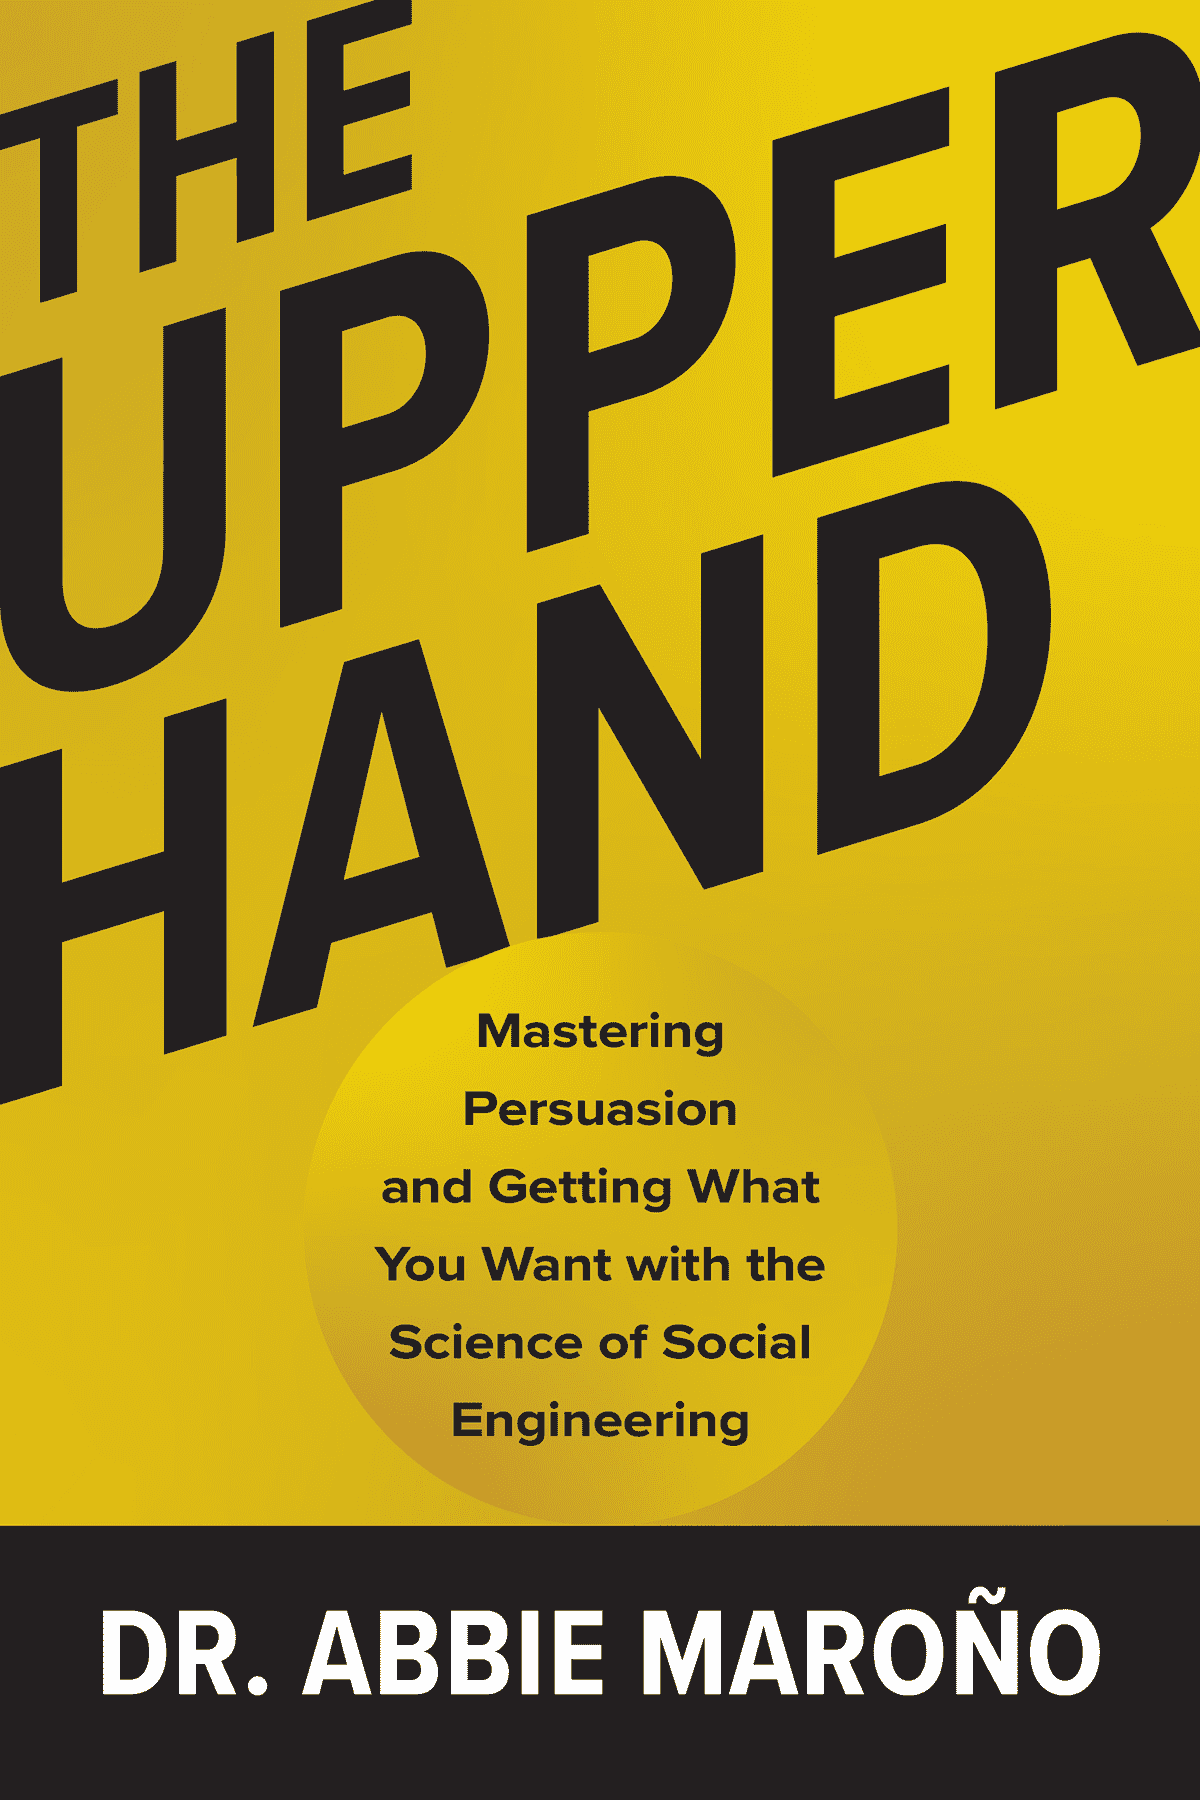 THE
UPPER
HAND
Mastering
Persuasion
and Getting What
You Want with the
Science of Social
Engineering
DR. ABBIE MAROÑO